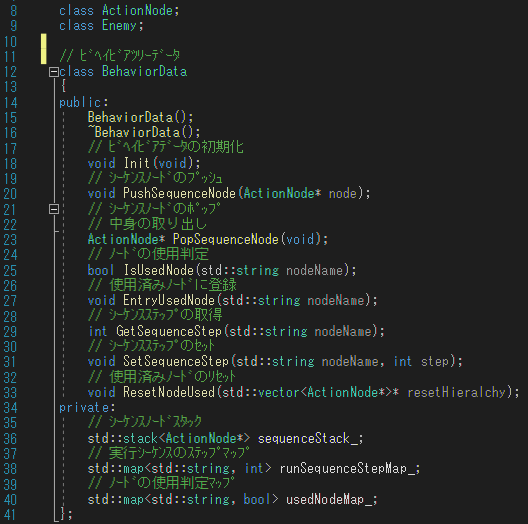 8 class ActionNode;
9 class Enemy;
10
11 // ﾋﾞﾍｲﾋﾞｱﾂﾘｰﾃﾞｰﾀ
12 class BehaviorData
13 {
14 public:
15 BehaviorData();
16 ~BehaviorData();
17 // ﾋﾞﾍｲﾋﾞｱﾃﾞｰﾀの初期化
18 void Init(void);
19 // ｼｰｹﾝｽﾉｰﾄﾞのﾌﾟｯｼｭ
20 void PushSequenceNode(ActionNode* node);
21 // ｼｰｹﾝｽﾉｰﾄﾞのﾎﾟｯﾌﾟ
22 // 中身の取り出し
23 ActionNode* PopSequenceNode(void);
24 // ﾉｰﾄﾞの使用判定
25 bool IsUsedNode(std::string nodeName);
26 // 使用済みﾉｰﾄﾞに登録
27 void EntryUsedNode(std::string nodeName);
28 // ｼｰｹﾝｽｽﾃｯﾌﾟの取得
29 int GetSequenceStep(std::string nodeName);
30 // ｼｰｹﾝｽｽﾃｯﾌﾟのｾｯﾄ
31 void SetSequenceStep(std::string nodeName, int step);
32 // 使用済みﾉｰﾄﾞのﾘｾｯﾄ
33 void ResetNodeUsed(std::vector<ActionNode*>* resetHieralchy);
34 private:
35 // ｼｰｹﾝｽﾉｰﾄﾞｽﾀｯｸ
36 std::stack<ActionNode*> sequenceStack_;
37 // 実行ｼｰｹﾝｽのｽﾃｯﾌﾟﾏｯﾌﾟ
38 std::map<std::string, int> runSequenceStepMap_;
39 // ﾉｰﾄﾞの使用判定ﾏｯﾌﾟ
40 std::map<std::string, bool> usedNodeMap_;
41 };